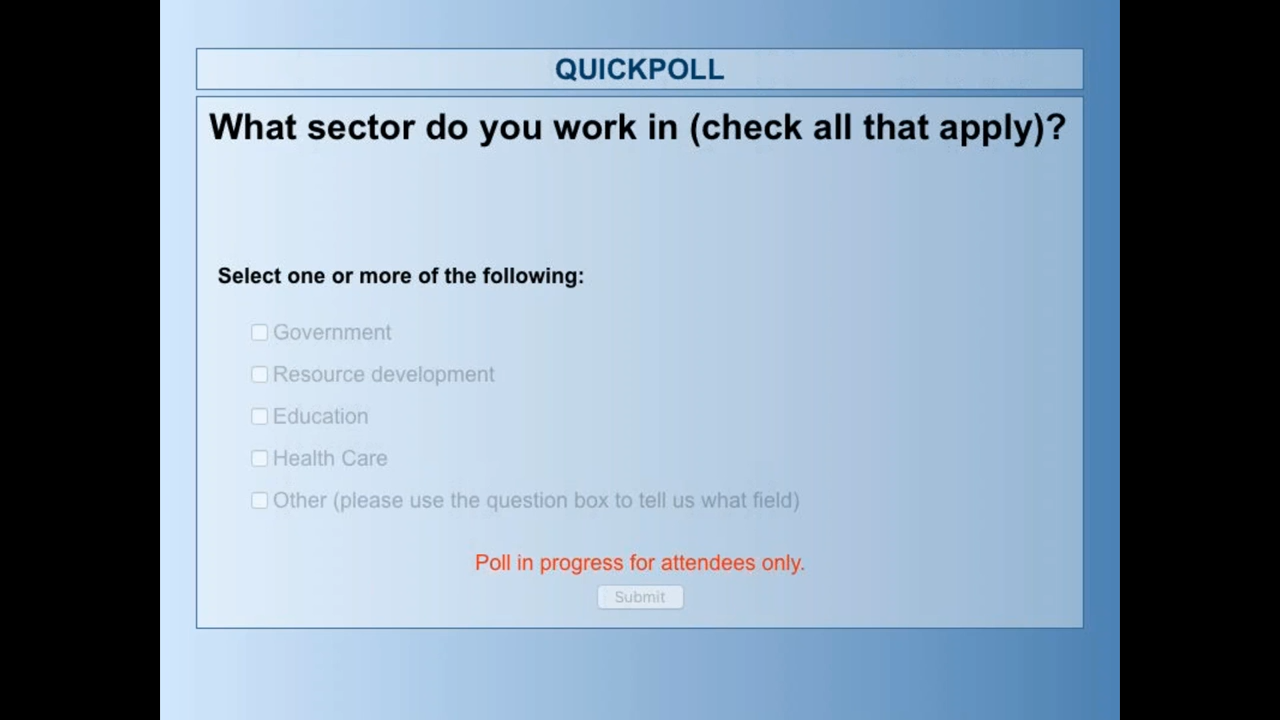 QUICKPOLL
What sector do you work in (check all that apply)?
Select one or more of the following:
Government
Resource development
Education
Health Care
Other (please use the question box to tell us what field)
Poll in progress for attendees only.
Submit